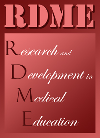 RDME
Research and
Development in
Medical
Education